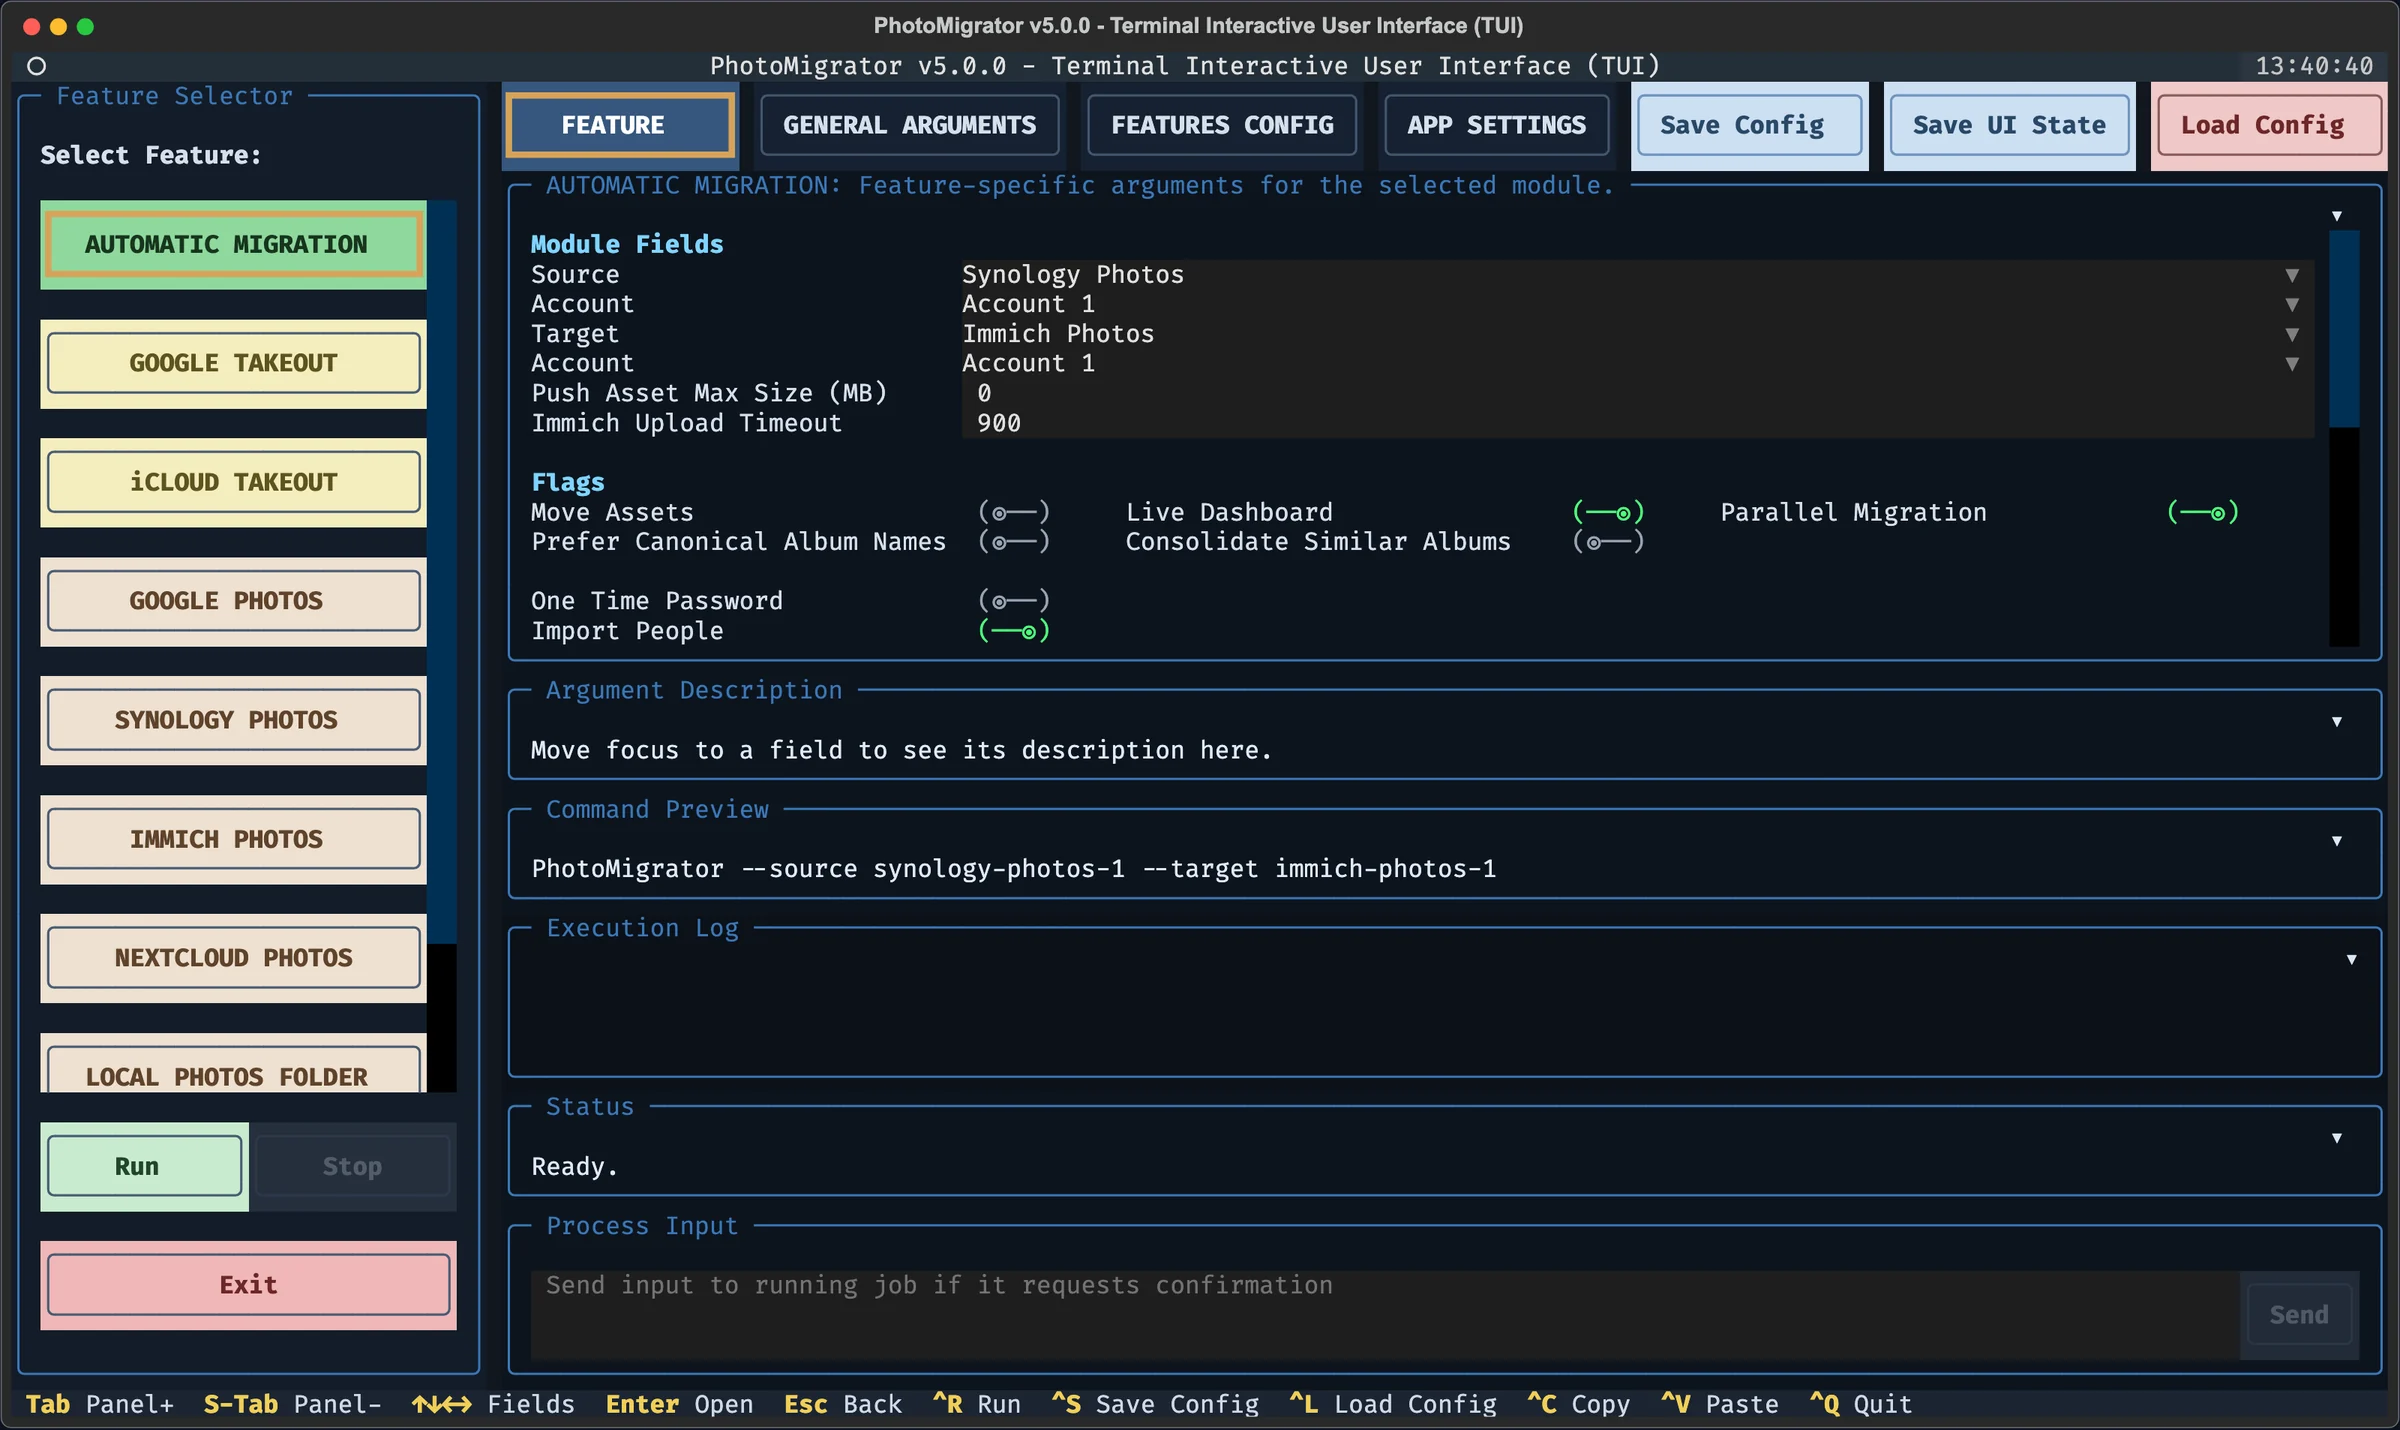 PhotoMigrator v5.0.0 - Terminal Interactive User Interface (TUI)
PhotoMigrator v5.0.0 - Terminal Interactive User Interface (TUI)
13:40:40
Feature Selector
Select Feature:
AUTOMATIC MIGRATION
GOOGLE TAKEOUT
iCLOUD TAKEOUT
GOOGLE PHOTOS
SYNOLOGY PHOTOS
IMMICH PHOTOS
NEXTCLOUD PHOTOS
LOCAL PHOTOS FOLDER
Run
Stop
Exit
FEATURE
GENERAL ARGUMENTS
FEATURES CONFIG
APP SETTINGS
Save Config
Save UI State
Load Config
AUTOMATIC MIGRATION: Feature-specific arguments for the selected module.
Module Fields
Source Synology Photos
Account Account 1
Target Immich Photos
Account Account 1
Push Asset Max Size (MB) 0
Immich Upload Timeout 900
Flags
Move Assets Live Dashboard Parallel Migration
Prefer Canonical Album Names Consolidate Similar Albums
One Time Password
Import People
Argument Description
Move focus to a field to see its description here.
Command Preview
PhotoMigrator --source synology-photos-1 --target immich-photos-1
Execution Log
Status
Ready.
Process Input
Send input to running job if it requests confirmation
Send
Tab Panel+ S-Tab Panel- ↑↓←→ Fields Enter Open Esc Back ^R Run ^S Save Config ^L Load Config ^C Copy ^V Paste ^Q Quit